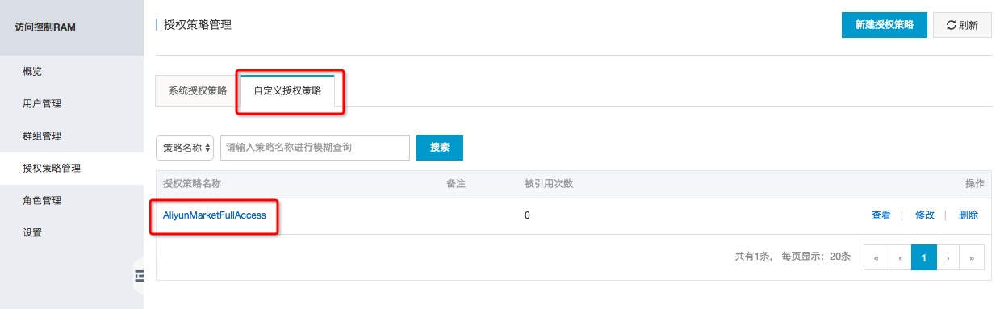 访问控制RAM
概览
用户管理
群组管理
授权策略管理
角色管理
设置
授权策略管理
新建授权策略
刷新
系统授权策略
自定义授权策略
策略名称
请输入策略名称进行模糊查询
搜索
授权策略名称 备注 被引用次数 操作
AliyunMarketFullAccess 0 查看 | 修改 | 删除
共有1条， 每页显示：20条 « ‹ 1 › »